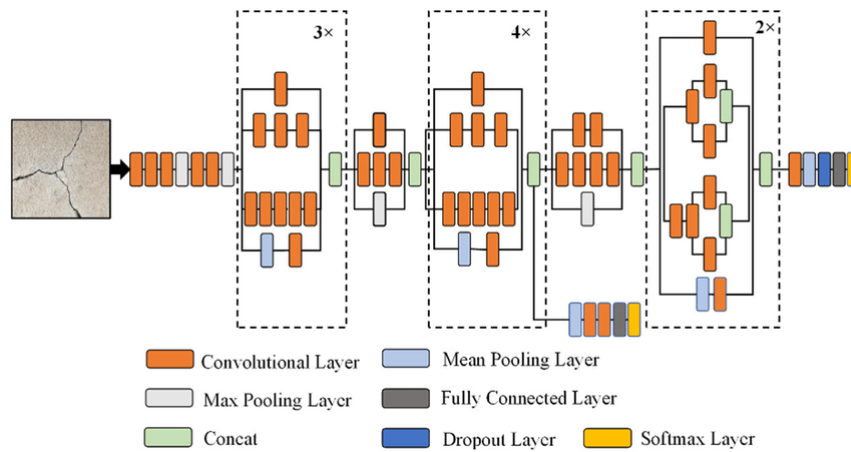 3×
4×
2×
Convolutional Layer
Mean Pooling Layer
Max Pooling Layer
Fully Connected Layer
Concat
Dropout Layer
Softmax Layer